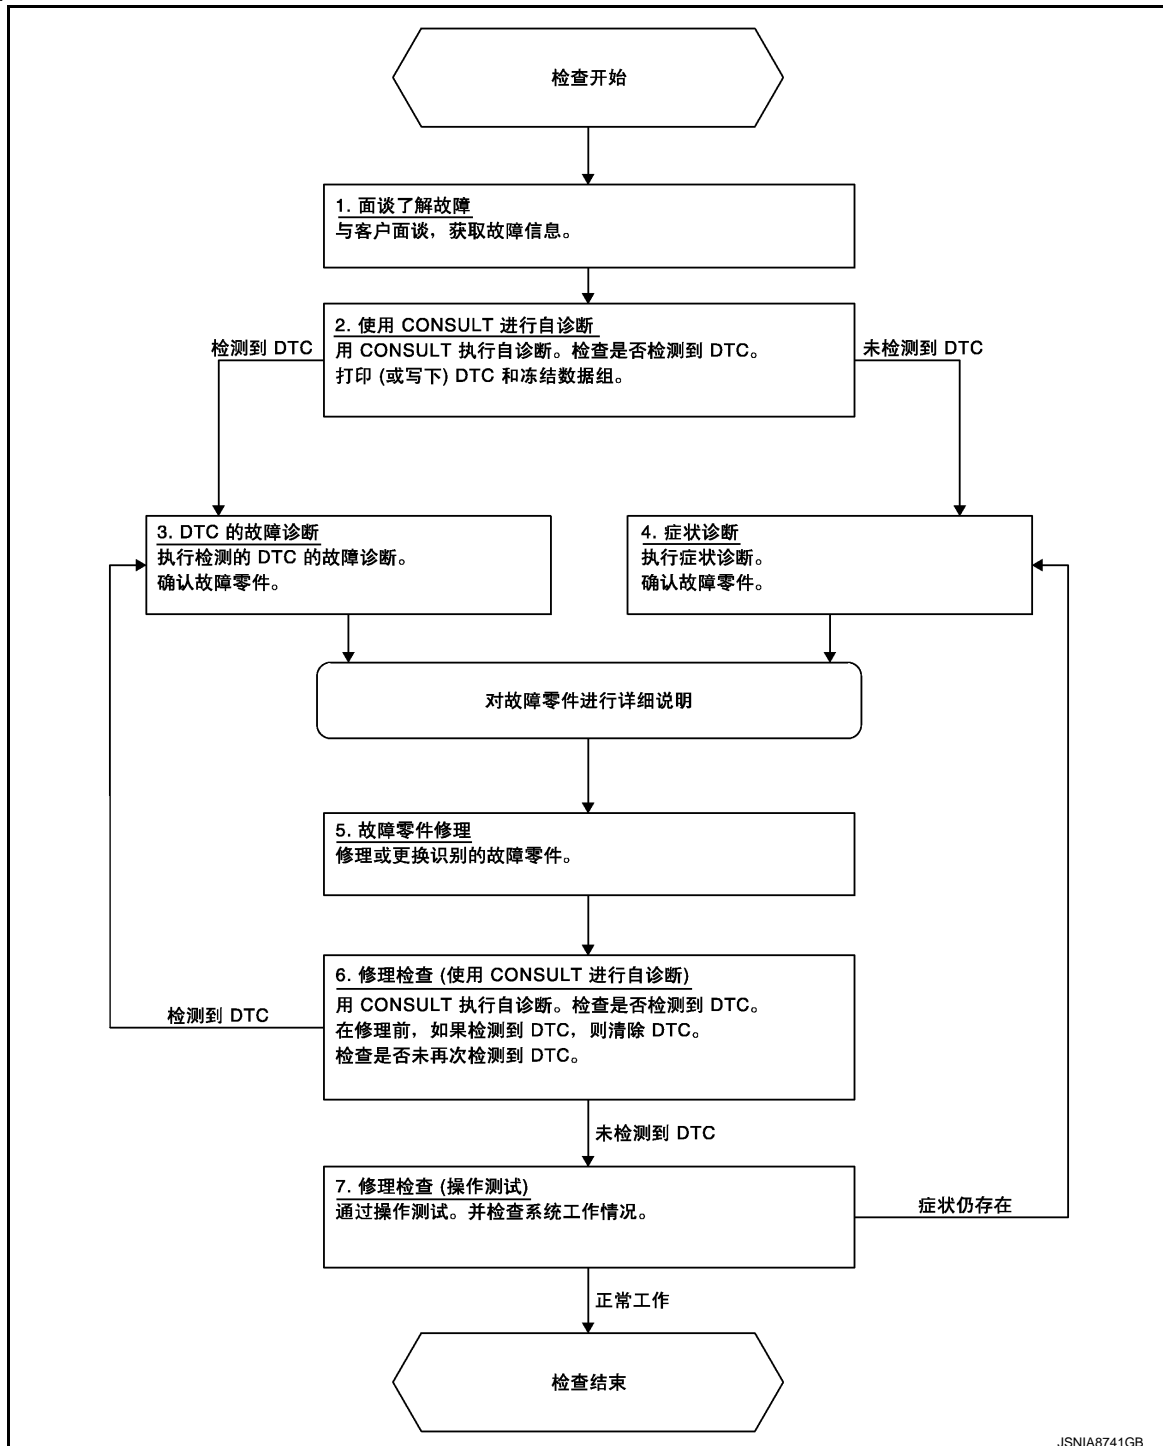 检查开始
1. 面谈了解故障
与客户面谈，获取故障信息。
2. 使用 CONSULT 进行自诊断
用 CONSULT 执行自诊断。检查是否检测到 DTC。
打印 (或写下) DTC 和冻结数据组。
检测到 DTC
未检测到 DTC
3. DTC 的故障诊断
执行检测的 DTC 的故障诊断。
确认故障零件。
4. 症状诊断
执行症状诊断。
确认故障零件。
对故障零件进行详细说明
5. 故障零件修理
修理或更换识别的故障零件。
6. 修理检查 (使用 CONSULT 进行自诊断)
用 CONSULT 执行自诊断。检查是否检测到 DTC。
在修理前，如果检测到 DTC，则清除 DTC。
检查是否未再次检测到 DTC。
检测到 DTC
未检测到 DTC
7. 修理检查 (操作测试)
通过操作测试。并检查系统工作情况。
症状仍存在
正常工作
检查结束
JSNIA8741GB